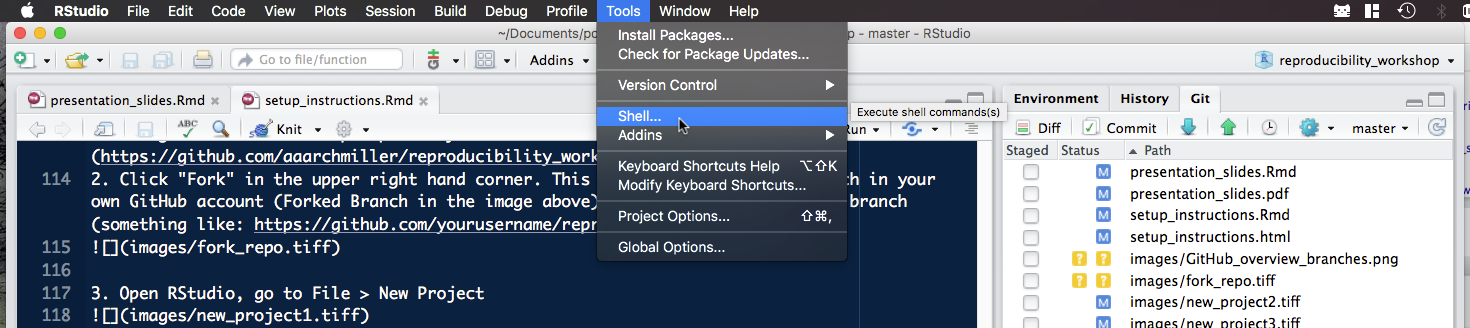 RStudio File Edit Code View Plots Session Build Debug Profile Tools Window Help
~/Documents/po
p - master - RStudio
Go to file/function
Addins
reproducibility_workshop
Install Packages...
Check for Package Updates...
Version Control
Shell...
Addins
Keyboard Shortcuts Help ⌥⇧K
Modify Keyboard Shortcuts...
Project Options... ⇧⌘,
Global Options...
Execute shell commands(s)
presentation_slides.Rmd
setup_instructions.Rmd
ABC
Knit
Run
(https://github.com/aaarchmiller/reproducibility_work
114 2. Click "Fork" in the upper right hand corner. This
h in your
own GitHub account (Forked Branch in the image above)
branch
(something like: https://github.com/yourusername/repr
115 ![](images/fork_repo.tiff)
116
117 3. Open RStudio, go to File > New Project
118 ![](images/new_project1.tiff)
Environment History Git
Diff Commit master
Staged Status Path
M presentation_slides.Rmd
M presentation_slides.pdf
M setup_instructions.Rmd
M setup_instructions.html
? ? images/GitHub_overview_branches.png
? ? images/fork_repo.tiff
M images/new_project2.tiff
M images/new_project3.tiff